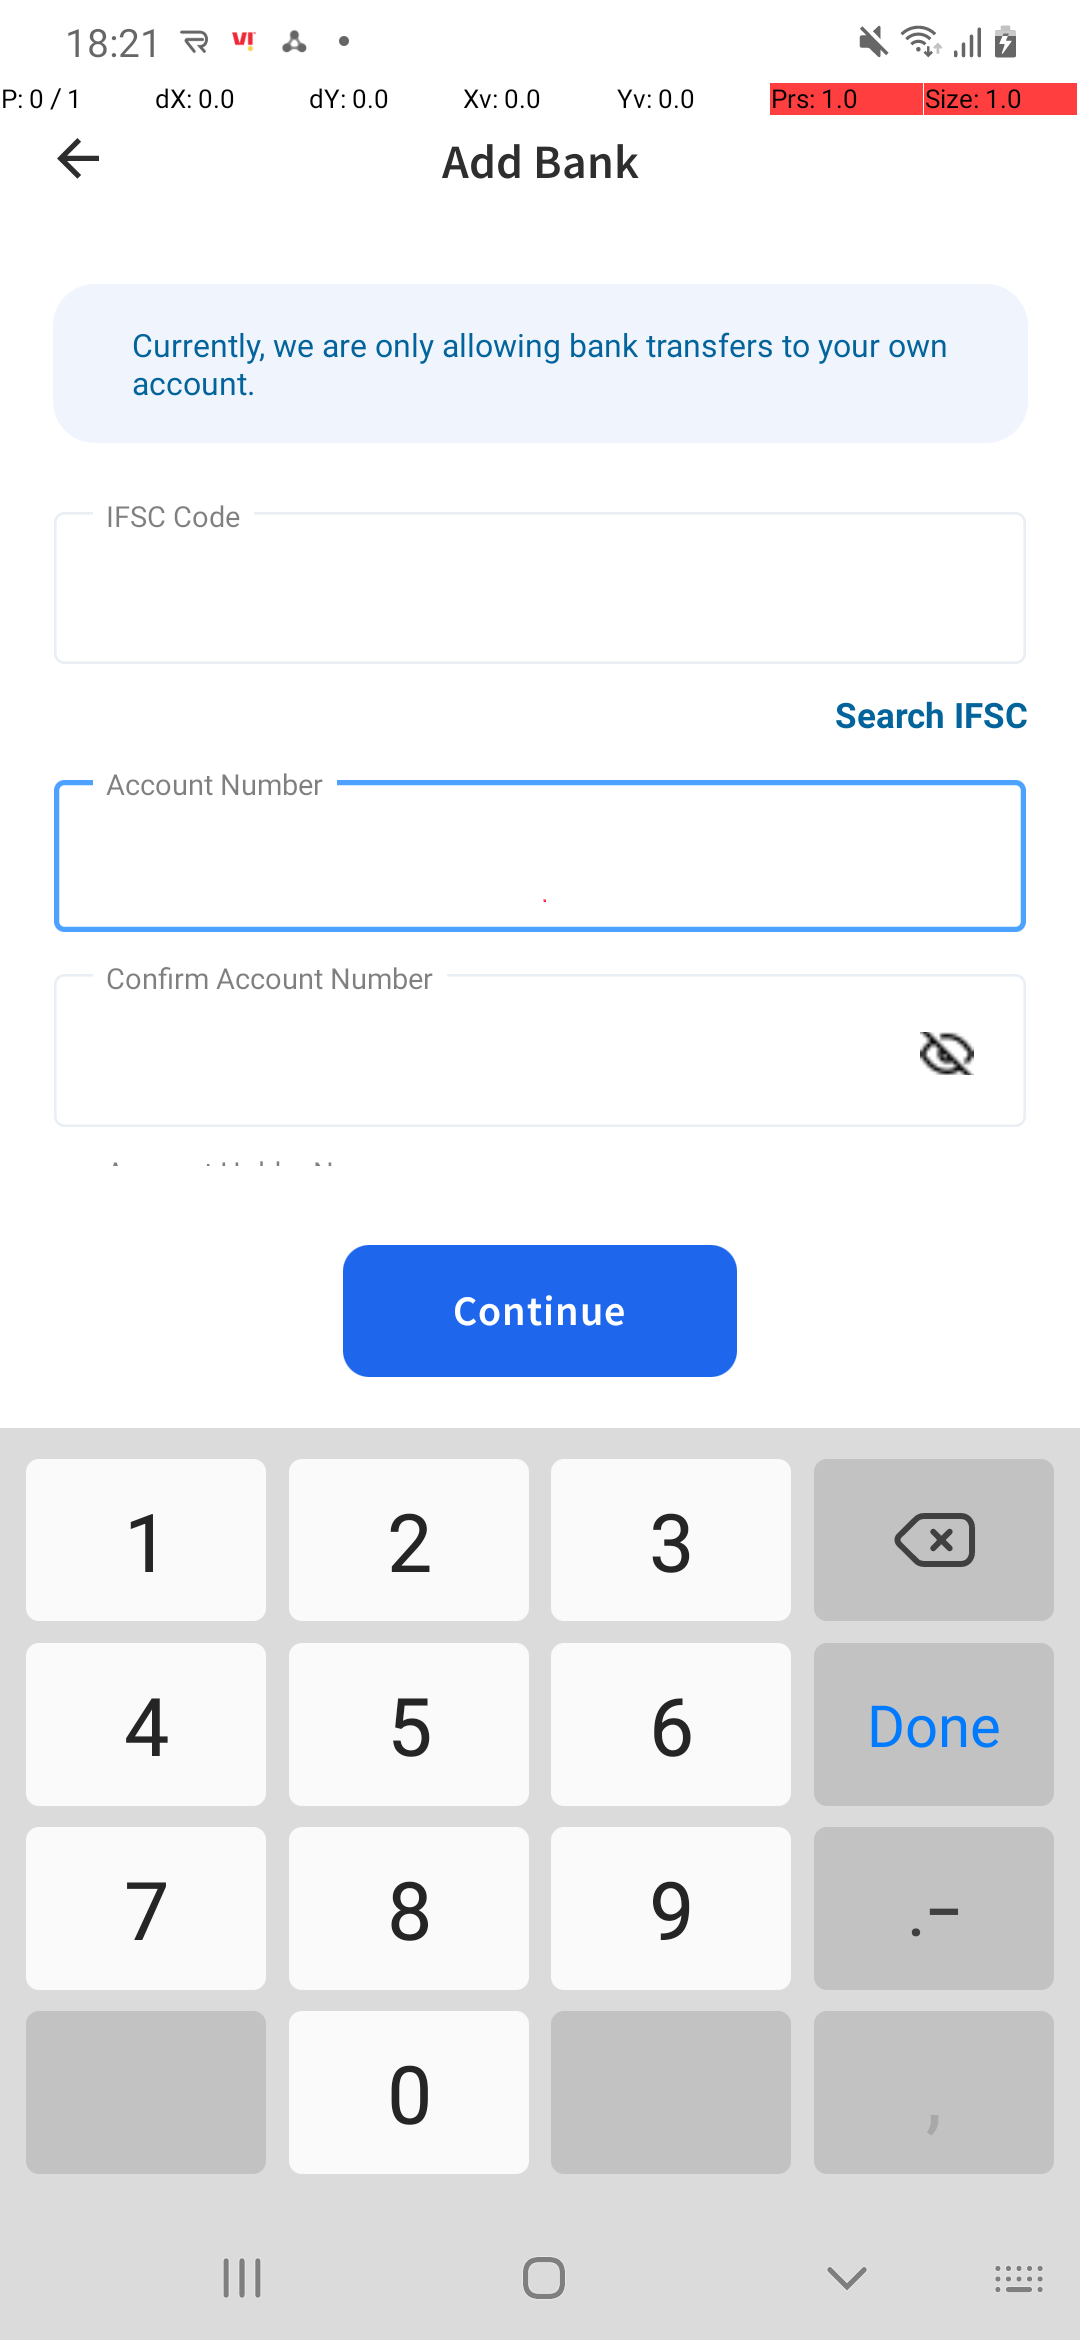 18:21
P: 0 / 1 dX: 0.0 dY: 0.0 Xv: 0.0 Yv: 0.0 Prs: 1.0 Size: 1.0
Add Bank
Currently, we are only allowing bank transfers to your own
account.
IFSC Code
Search IFSC
Account Number
Confirm Account Number
Continue
1 2 3
4 5 6 Done
7 8 9 .-
0 ,